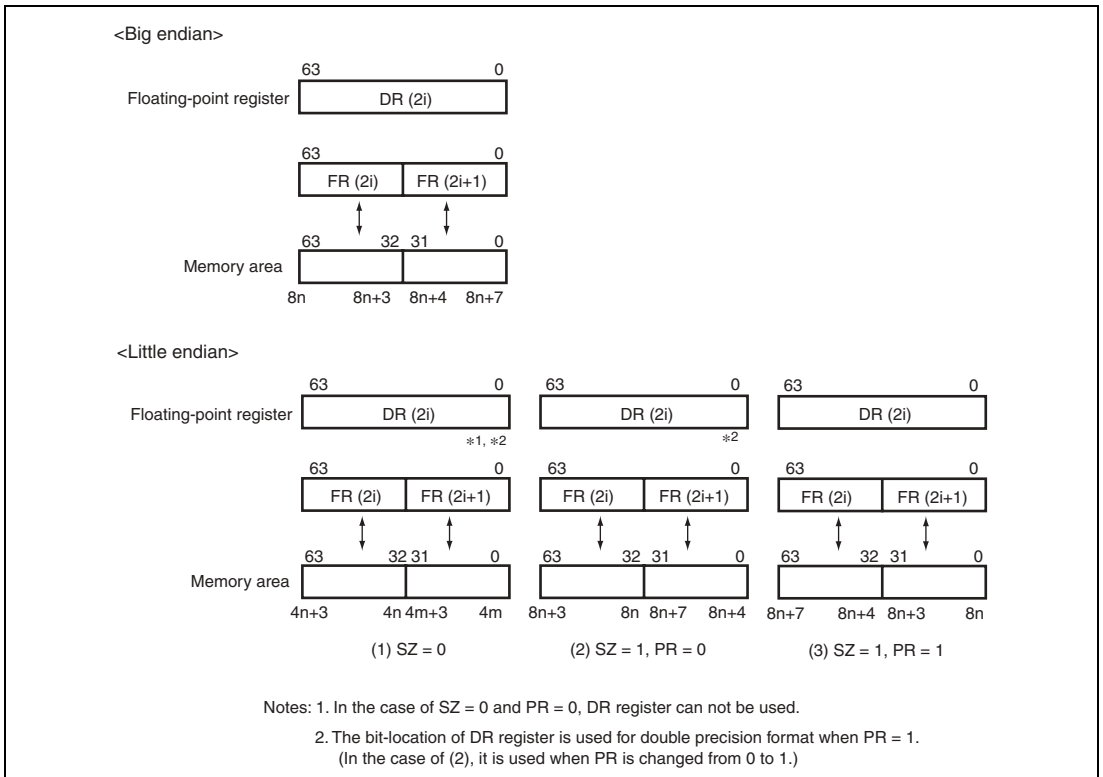 <Big endian>
63 0
Floating-point register DR (2i)
63 0
FR (2i) FR (2i+1)
63 32 31 0
Memory area
8n 8n+3 8n+4 8n+7
<Little endian>
63 0 63 0 63 0
Floating-point register DR (2i) DR (2i) DR (2i)
*1, *2 *2
63 0 63 0 63 0
FR (2i) FR (2i+1) FR (2i) FR (2i+1) FR (2i) FR (2i+1)
63 32 31 0 63 32 31 0 63 32 31 0
Memory area
4n+3 4n 4m+3 4m 8n+3 8n 8n+7 8n+4 8n+7 8n+4 8n+3 8n
(1) SZ = 0 (2) SZ = 1, PR = 0 (3) SZ = 1, PR = 1
Notes: 1. In the case of SZ = 0 and PR = 0, DR register can not be used.
2. The bit-location of DR register is used for double precision format when PR = 1.
(In the case of (2), it is used when PR is changed from 0 to 1.)